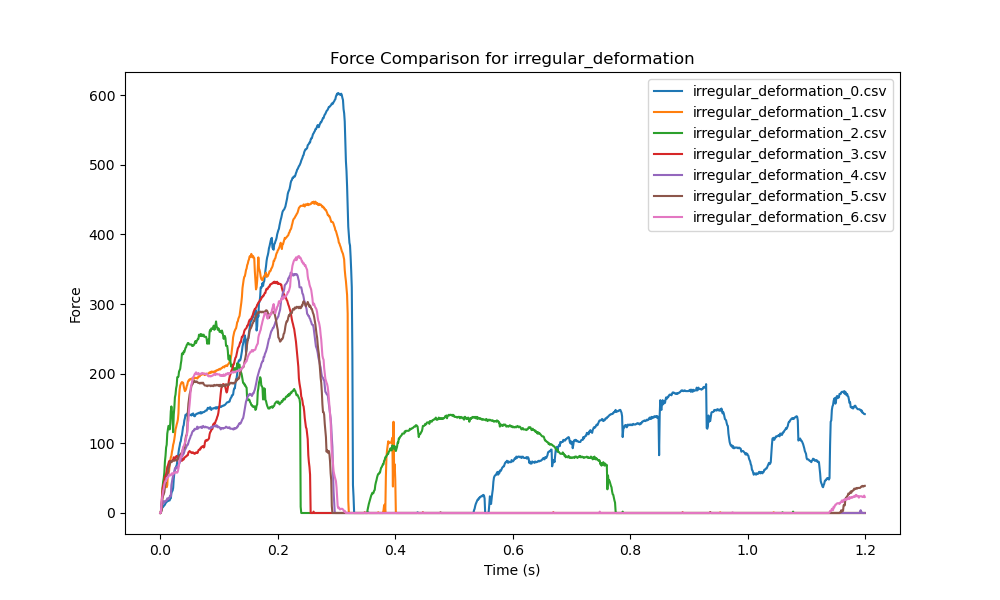 Force Comparison for irregular_deformation
irregular_deformation_0.csv
irregular_deformation_1.csv
irregular_deformation_2.csv
irregular_deformation_3.csv
irregular_deformation_4.csv
irregular_deformation_5.csv
irregular_deformation_6.csv
Force
600
500
400
300
200
100
0
0.0 0.2 0.4 0.6 0.8 1.0 1.2
Time (s)